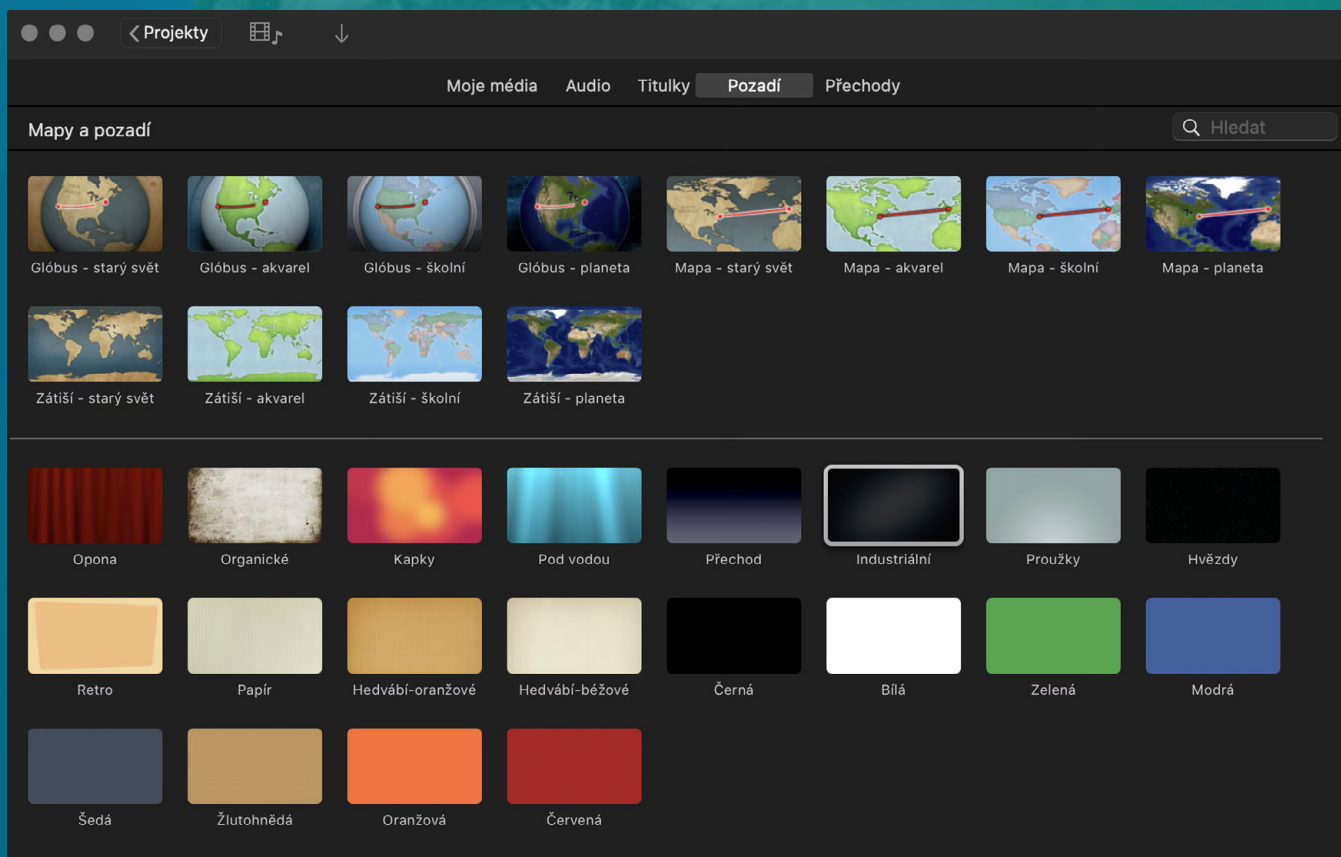 Projekty
Moje média Audio Titulky Pozadí Přechody
Mapy a pozadí Hledat
Glóbus - starý svět Glóbus - akvarel Glóbus - školní Glóbus - planeta Mapa - starý svět Mapa - akvarel Mapa - školní Mapa - planeta
Zátiší - starý svět Zátiší - akvarel Zátiší - školní Zátiší - planeta
Opona Organické Kapky Pod vodou Přechod Industriální Proužky Hvězdy
Retro Papír Hedvábí-oranžové Hedvábí-béžové Černá Bílá Zelená Modrá
Šedá Žlutohnědá Oranžová Červená